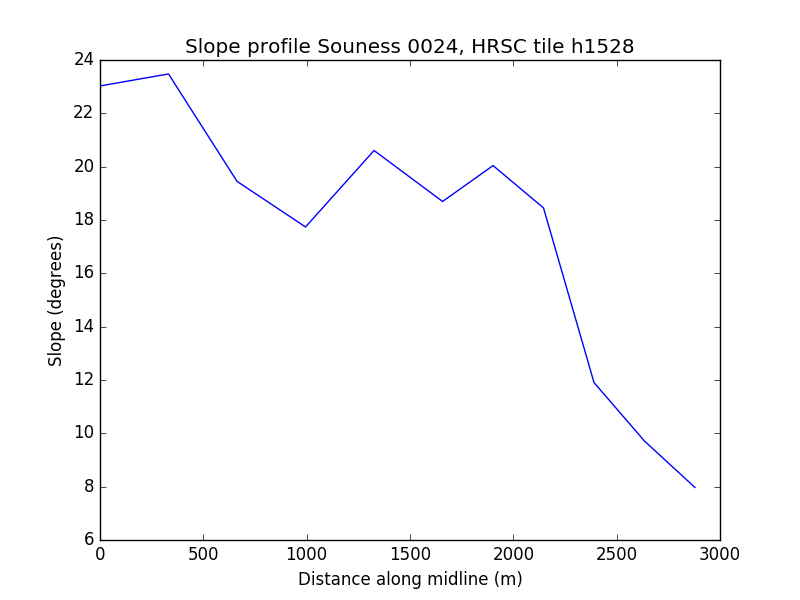 Slope profile Souness 0024, HRSC tile h1528
24
22
20
18
16
14
12
10
8
6
Slope (degrees)
0 500 1000 1500 2000 2500 3000
Distance along midline (m)